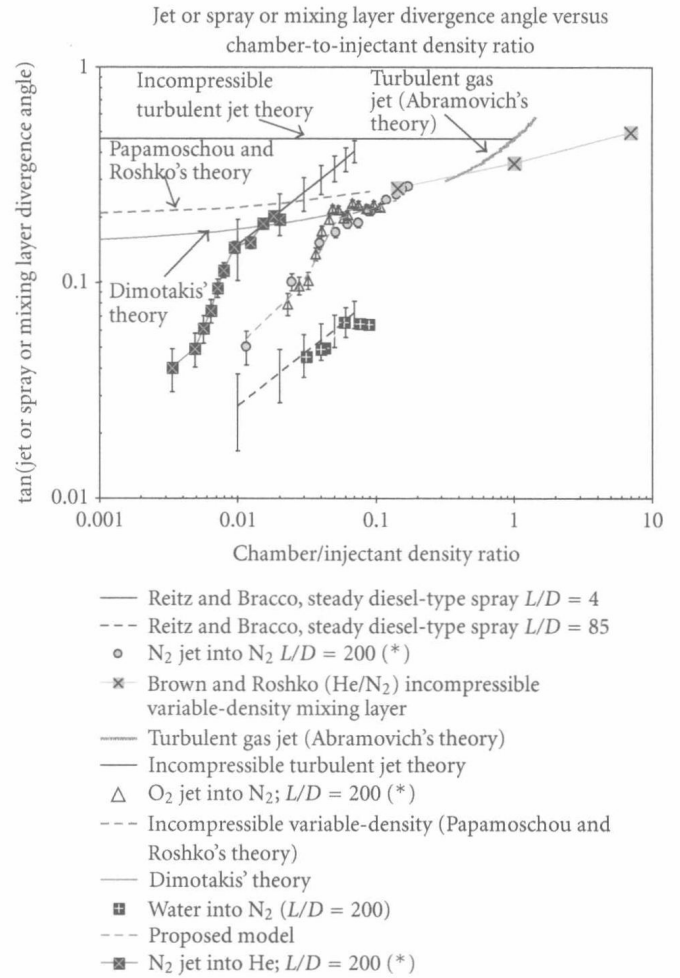 Jet or spray or mixing layer divergence angle versus
chamber-to-injectant density ratio
tan(jet or spray or mixing layer divergence angle)
1
0.1
0.01
Incompressible
turbulent jet theory
Turbulent gas
jet (Abramovich's
theory)
Papamoschou and
Roshko's theory
Dimotakis'
theory
0.001
0.01
0.1
1
10
Chamber/injectant density ratio
Reitz and Bracco, steady diesel-type spray L/D = 4
Reitz and Bracco, steady diesel-type spray L/D = 85
N₂ jet into N₂ L/D = 200 (*)
Brown and Roshko (He/N₂) incompressible
variable-density mixing layer
Turbulent gas jet (Abramovich's theory)
Incompressible turbulent jet theory
O₂ jet into N₂; L/D = 200 (*)
Incompressible variable-density (Papamoschou and
Roshko's theory)
Dimotakis' theory
Water into N₂ (L/D = 200)
Proposed model
N₂ jet into He; L/D = 200 (*)